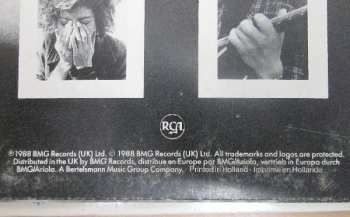 RCA
℗ 1988 BMG Records (UK) Ltd. © 1988 BMG Records (UK) Ltd. All trademarks and logos are protected.
Distributed in the UK by BMG Records, distribue en Europe par BMG/Ariola, vertrieb in Europa durch
BMG/Ariola. A Bertelsmann Music Group Company. Printed in Holland - Imprimé en Hollande